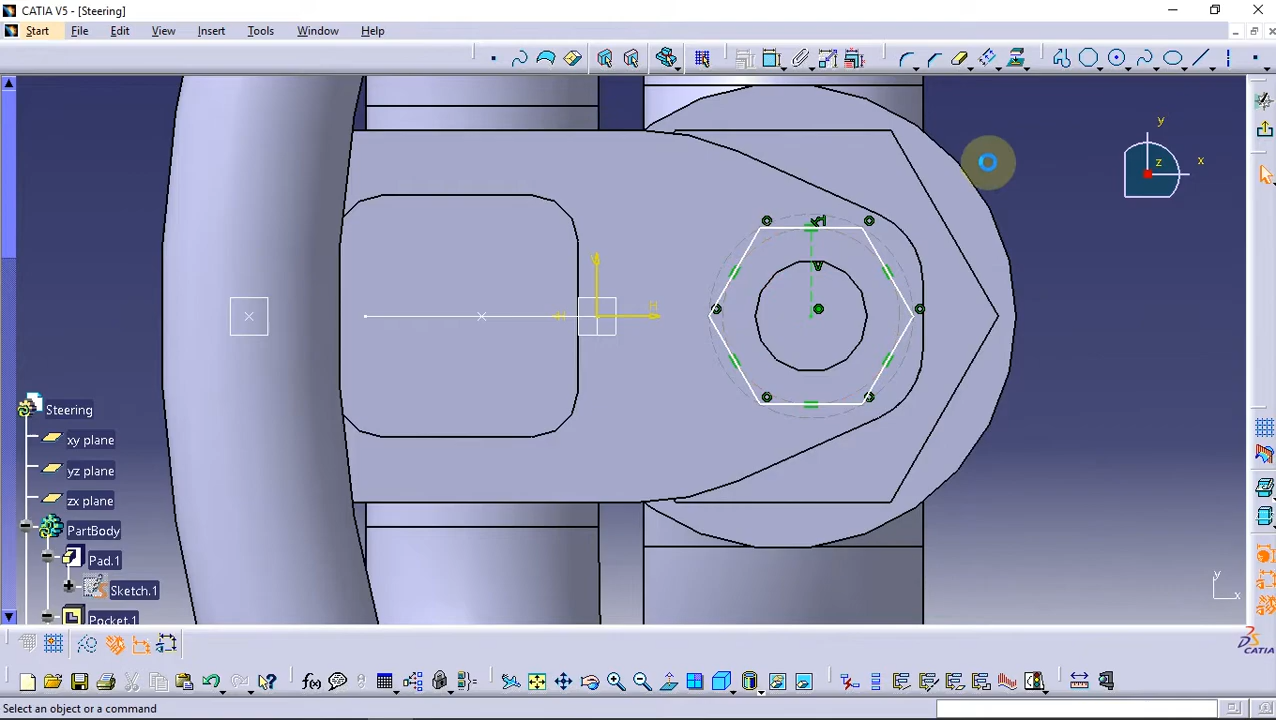 CATIA V5 - [Steering]
Start File Edit View Insert Tools Window Help
y
z x
H
Steering
xy plane
yz plane
zx plane
PartBody
Pad.1
Sketch.1
Pocket.1
y
x
DS
CATIA
f(x)
Select an object or a command